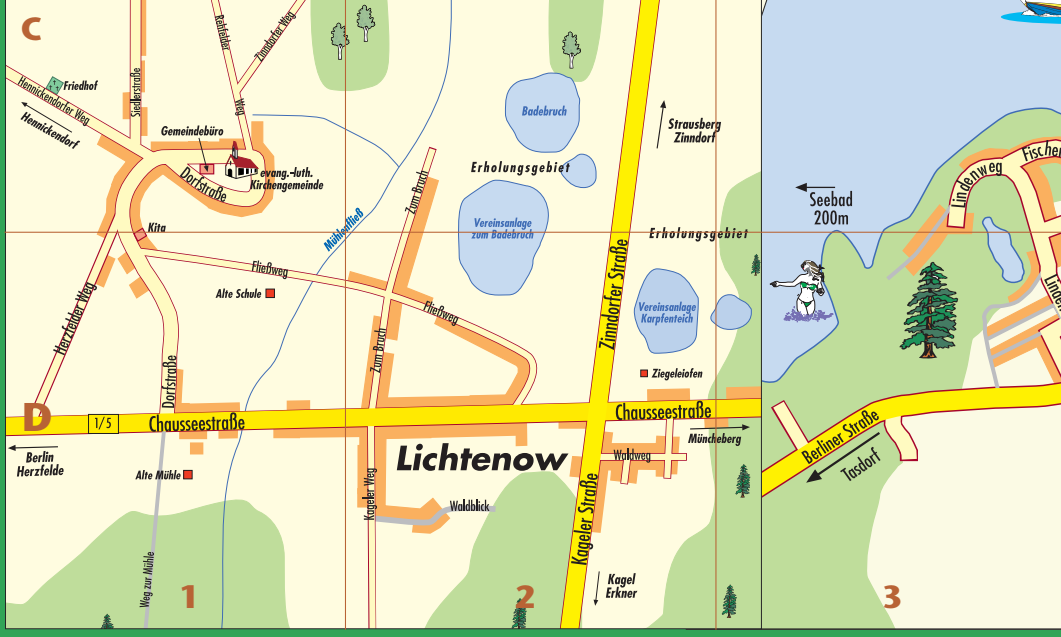 C
Rehfelder
Weg
Zinndorfer Weg
Siedlerstraße
Friedhof
Hennickendorfer Weg
Hennickendorf
Gemeindebüro
evang.-luth.
Kirchengemeinde
Dorfstraße
Kita
Mühlenfließ
Zum Bruch
Badebruch
Erholungsgebiet
Vereinsanlage
zum Badebruch
Strausberg
Zinndorf
Erholungsgebiet
Seebad
200m
Lindenweg
Fischer
Linden
Fließweg
Alte Schule
Fließweg
Herzfelder Weg
Zum Bruch
Dorfstraße
Zinndorfer Straße
Vereinsanlage
Karpfenteich
Ziegeleiofen
D
1/5
Chausseestraße
Chausseestraße
Müncheberg
Berlin
Herzfelde
Alte Mühle
Lichtenow
Kageler Weg
Waldblick
Waldweg
Kageler Straße
Berliner Straße
Tasdorf
Weg zur Mühle
Kagel
Erkner
1
2
3